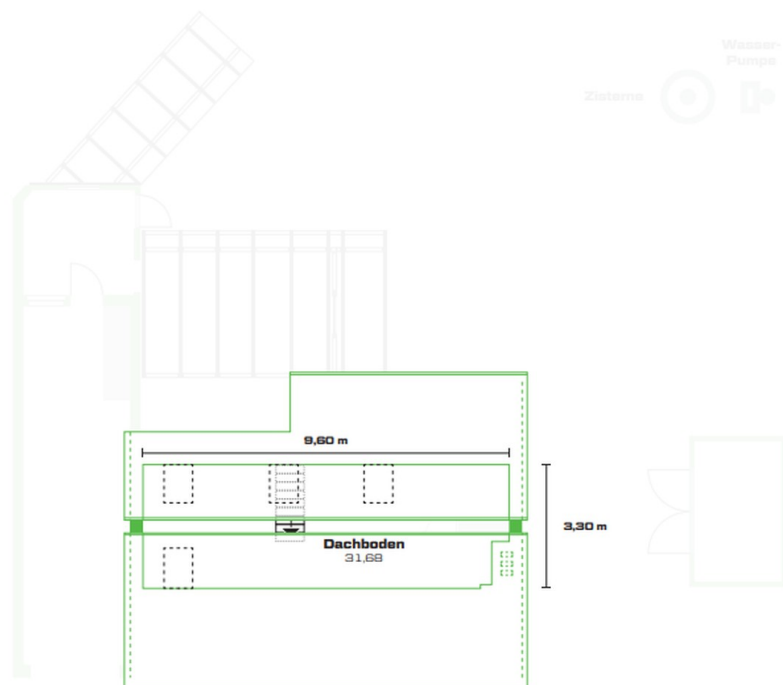 Wasser-
Pumpe
Zisterne
9,60 m
3,30 m
Dachboden
31,68